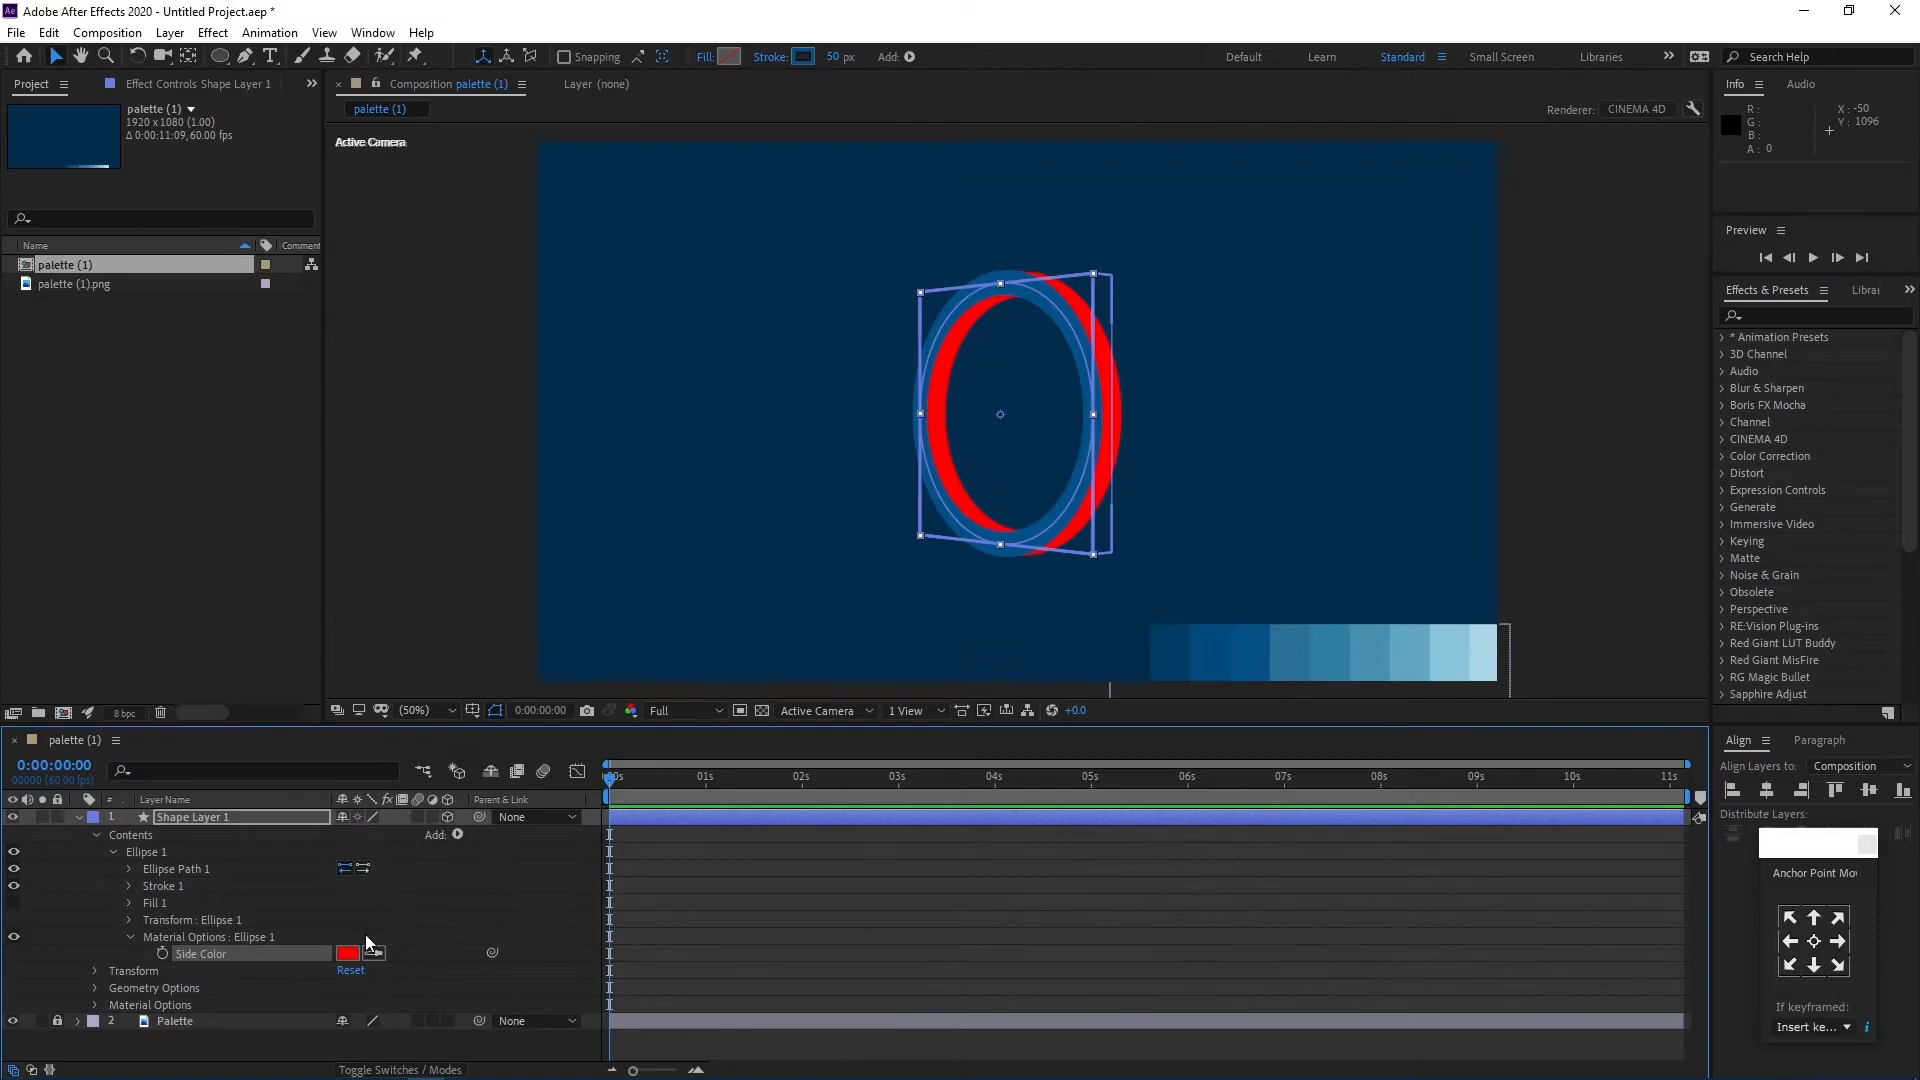 Ae Adobe After Effects 2020 - Untitled Project.aep *
File Edit Composition Layer Effect Animation View Window Help
Snapping Fill: Stroke: 50 px Add: Default Learn Standard Small Screen Libraries Search Help
Project Effect Controls Shape Layer 1
Composition palette (1) Layer (none)
Info Audio
palette (1)
1920 x 1080 (1.00)
Δ 0:00:11:09, 60.00 fps
palette (1)
Renderer: CINEMA 4D
R :
G :
B :
A : 0
X : -50
Y : 1096
Active Camera
Name Comment
palette (1)
palette (1).png
Preview
Effects & Presets Librai
* Animation Presets
3D Channel
Audio
Blur & Sharpen
Boris FX Mocha
Channel
CINEMA 4D
Color Correction
Distort
Expression Controls
Generate
Immersive Video
Keying
Matte
Noise & Grain
Obsolete
Perspective
RE:Vision Plug-ins
Red Giant LUT Buddy
Red Giant MisFire
RG Magic Bullet
Sapphire Adjust
8 bpc
(50%) 0:00:00:00 Full Active Camera 1 View +0.0
palette (1)
0:00:00:00
00000 (60.00 fps)
01s 02s 03s 04s 05s 06s 07s 08s 09s 10s 11s
# Layer Name Parent & Link
1 Shape Layer 1 None
Contents Add:
Ellipse 1
Ellipse Path 1
Stroke 1
Fill 1
Transform : Ellipse 1
Material Options : Ellipse 1
Side Color
Transform Reset
Geometry Options
Material Options
2 Palette None
Toggle Switches / Modes
Align Paragraph
Align Layers to: Composition
Distribute Layers:
Anchor Point Mov
If keyframed:
Insert ke...